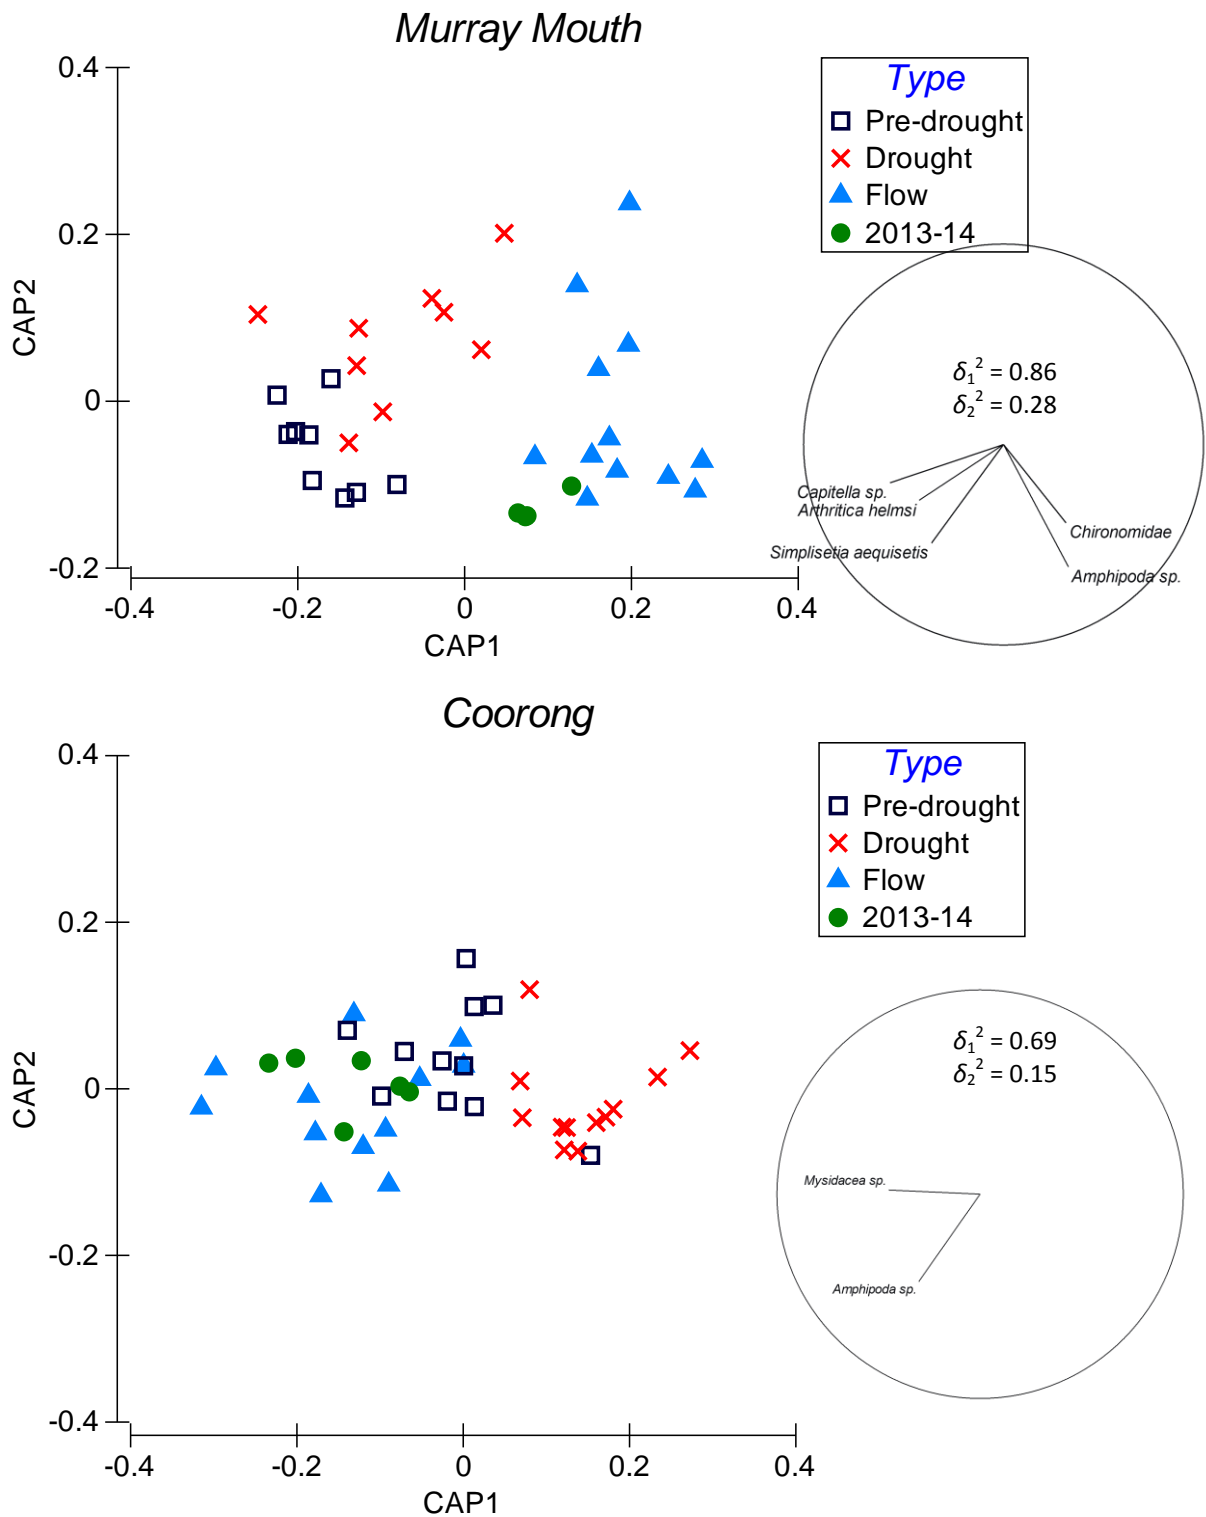 Murray Mouth
0.4
0.2
0
-0.2
CAP2
-0.4
-0.2
0
0.2
0.4
CAP1
Type
Pre-drought
Drought
Flow
2013-14
δ₁² = 0.86
δ₂² = 0.28
Capitella sp.
Arthritica helmsi
Simplisetia aequisetis
Chironomidae
Amphipoda sp.
Coorong
0.4
0.2
0
-0.2
-0.4
CAP2
-0.4
-0.2
0
0.2
0.4
CAP1
Type
Pre-drought
Drought
Flow
2013-14
δ₁² = 0.69
δ₂² = 0.15
Mysidacea sp.
Amphipoda sp.